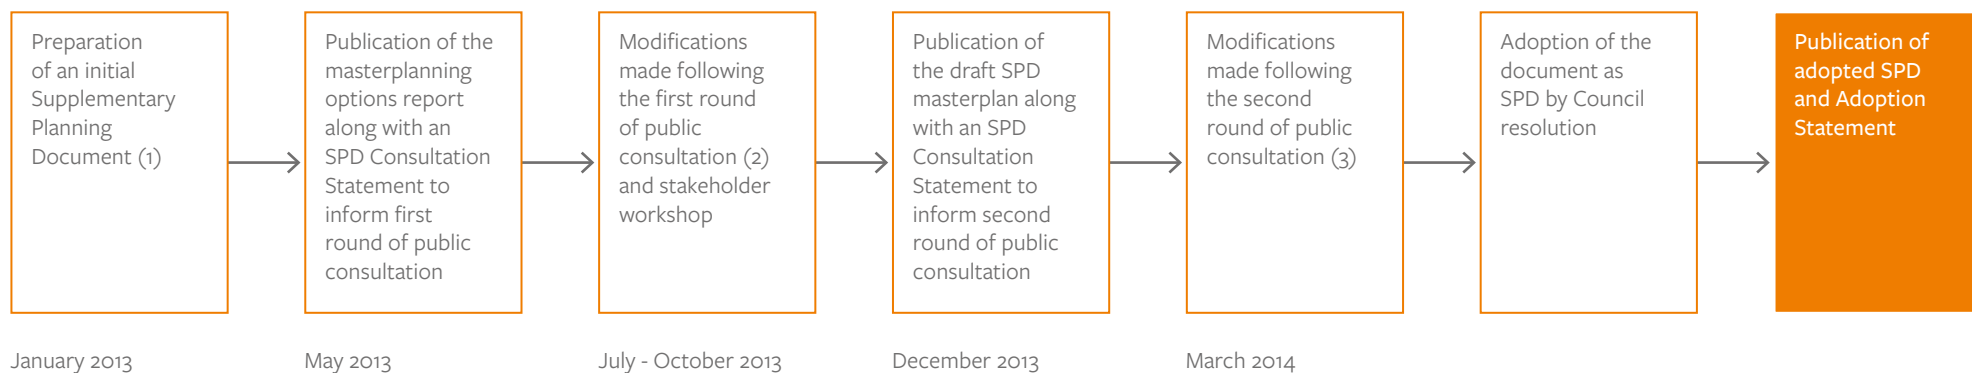 Preparation
of an initial
Supplementary
Planning
Document (1)
Publication of the
masterplanning
options report
along with an
SPD Consultation
Statement to
inform first
round of public
consultation
Modifications
made following
the first round
of public
consultation (2)
and stakeholder
workshop
Publication of
the draft SPD
masterplan along
with an SPD
Consultation
Statement to
inform second
round of public
consultation
Modifications
made following
the second
round of public
consultation (3)
Adoption of the
document as
SPD by Council
resolution
Publication of
adopted SPD
and Adoption
Statement
January 2013
May 2013
July - October 2013
December 2013
March 2014